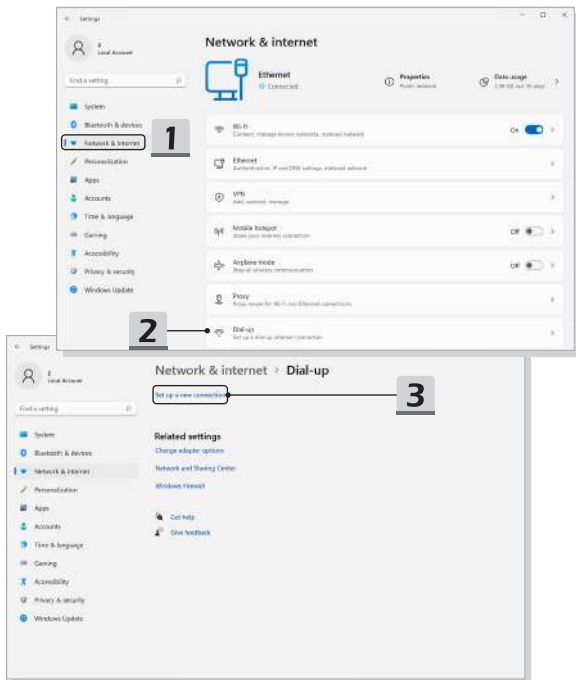 Settings
Network & internet
Local Account
Find a setting
Ethernet
Connected
Properties
Public network
Data usage
System
Bluetooth & devices
Network & internet
Personalization
Apps
Accounts
Time & language
Gaming
Accessibility
Privacy & security
Windows Update
1
Wi-Fi
Connect, manage known networks, metered network
On
Ethernet
Authentication, IP and DNS settings, metered network
VPN
Add, connect, manage
Mobile hotspot
Share your internet connection
Off
Airplane mode
Stop all wireless communication
Off
Proxy
Proxy server for Wi-Fi and Ethernet connections
2
Dial-up
Set up a dial-up internet connection
Settings
Local Account
Find a setting
System
Bluetooth & devices
Network & internet
Personalization
Apps
Accounts
Time & language
Gaming
Accessibility
Privacy & security
Windows Update
Network & internet > Dial-up
Set up a new connection
3
Related settings
Change adapter options
Network and Sharing Center
Windows Firewall
Get help
Give feedback